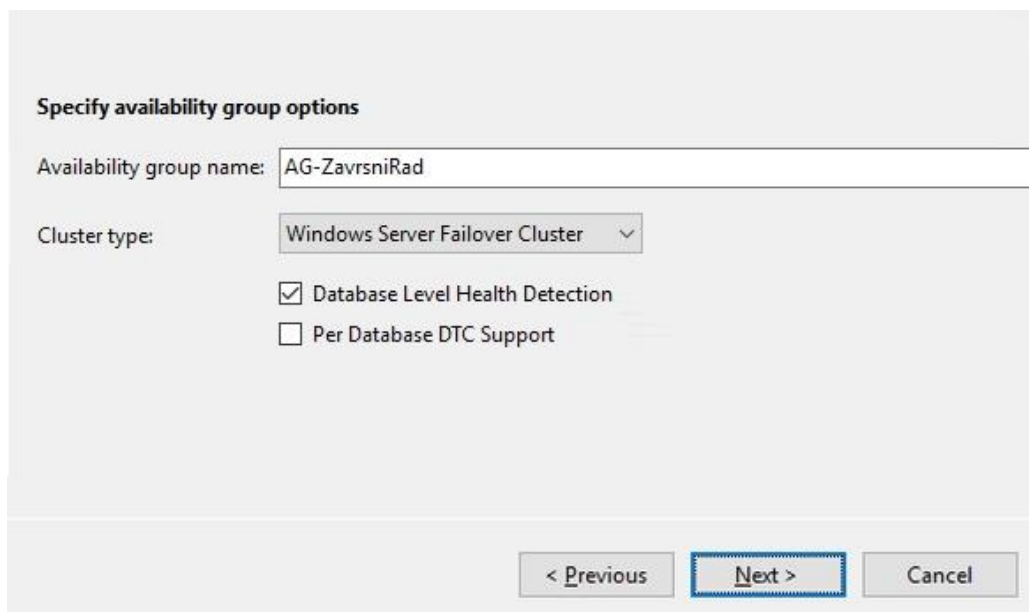 Specify availability group options
Availability group name: AG-ZavrsniRad
Cluster type: Windows Server Failover Cluster
Database Level Health Detection
Per Database DTC Support
< Previous Next > Cancel